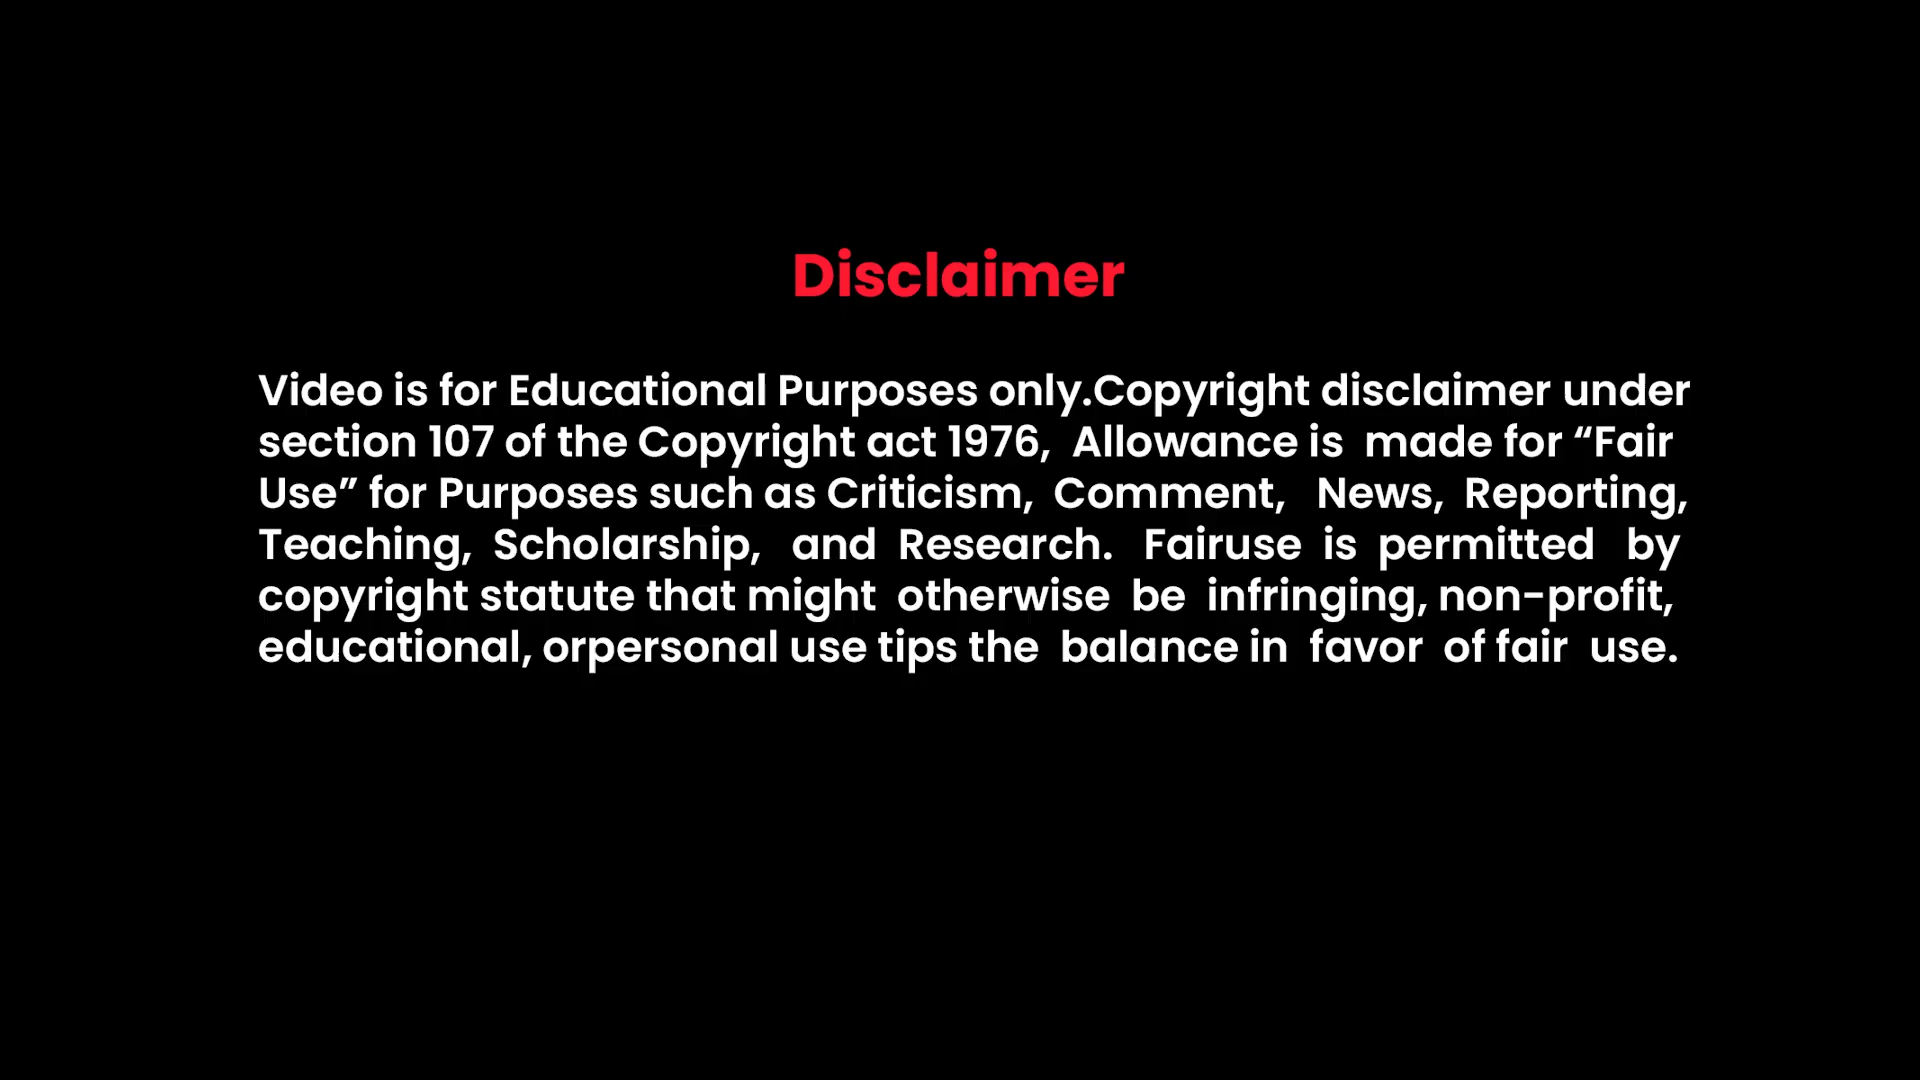 Disclaimer
Video is for Educational Purposes only.Copyright disclaimer under
section 107 of the Copyright act 1976, Allowance is made for “Fair
Use” for Purposes such as Criticism, Comment, News, Reporting,
Teaching, Scholarship, and Research. Fairuse is permitted by
copyright statute that might otherwise be infringing, non-profit,
educational, orpersonal use tips the balance in favor of fair use.